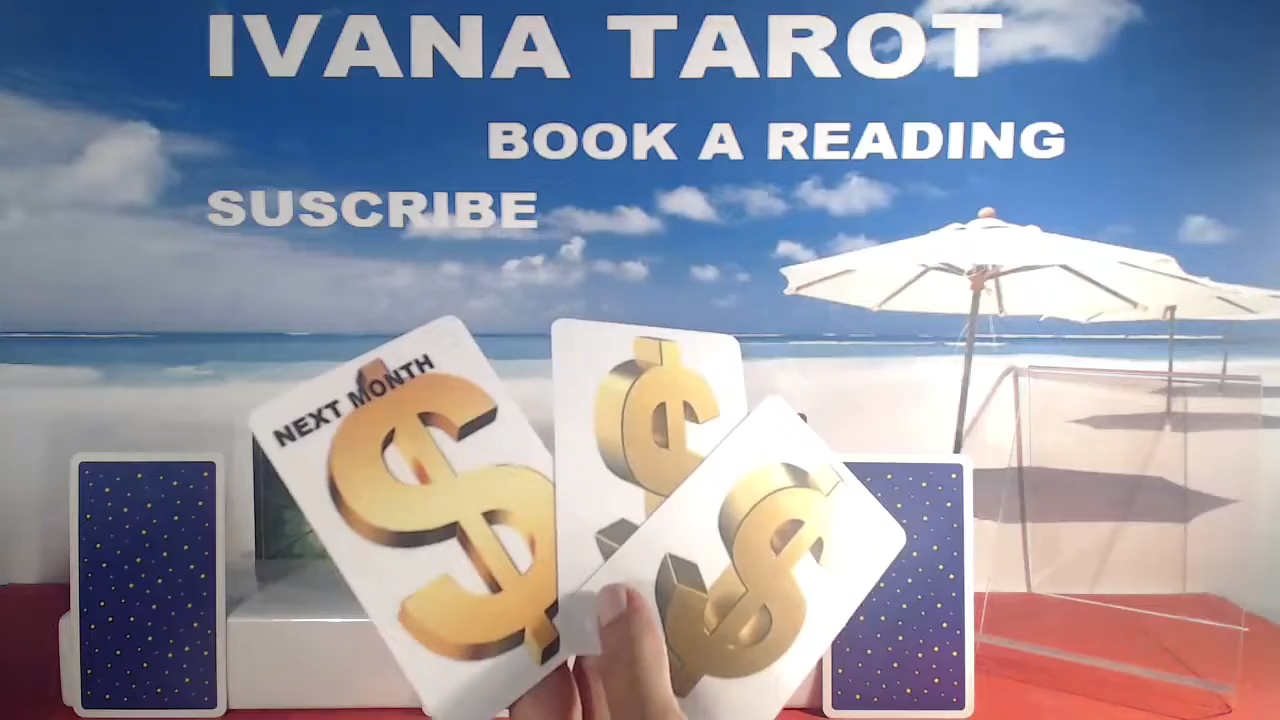 IVANA TAROT
BOOK A READING
SUSCRIBE
NEXT MONTH
$
$
$